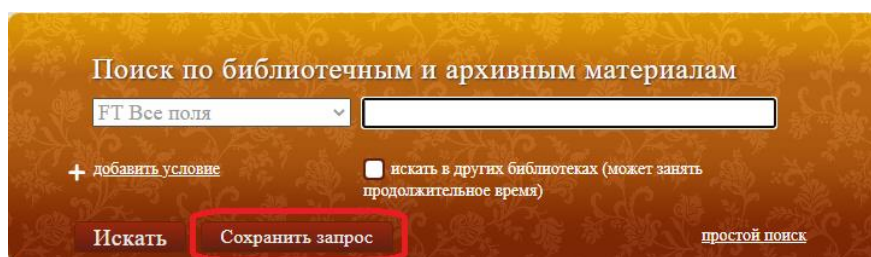 Поиск по библиотечным и архивным материалам
FT Все поля
добавить условие
искать в других библиотеках (может занять
продолжительное время)
Искать
Сохранить запрос
простой поиск